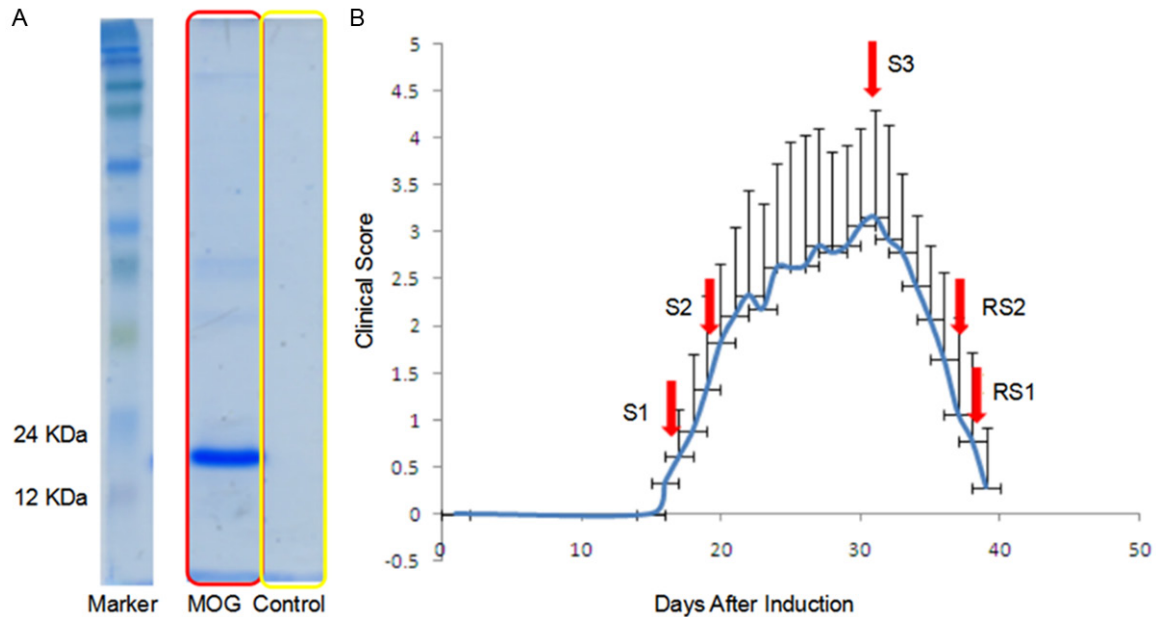 A
24 KDa
12 KDa
Marker
MOG
Control
B
Clinical Score
5
4.5
4
3.5
3
2.5
2
1.5
1
0.5
0
-0.5
S1
S2
S3
RS2
RS1
0
10
20
30
40
50
Days After Induction